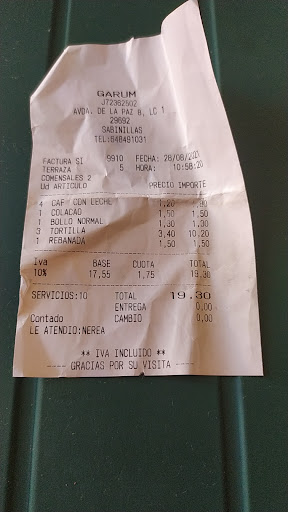 GARUM
J72362502
AVDA. DE LA PAZ 8, LC 1
29692
SABINILLAS
TEL:648491031
FACTURA SI 9910 FECHA: 28/08/2021
TERRAZA 5 HORA: 10:58:20
COMENSALES 2
Ud ARTICULO PRECIO IMPORTE
4 CAF' CON LECHE 1,20 ,90
1 COLACAO 1,50 1,50
1 BOLLO NORMAL 1,30 1,30
3 TORTILLA 3,40 10,20
1 REBANADA 1,50 1,50
Iva BASE CUOTA TOTAL
10% 17,55 1,75 19,30
SERVICIOS:10 TOTAL 19,30
ENTREGA 0,00
Contado CAMBIO 0,00
LE ATENDIO:NEREA
** IVA INCLUIDO **
---- GRACIAS POR SU VISITA ----